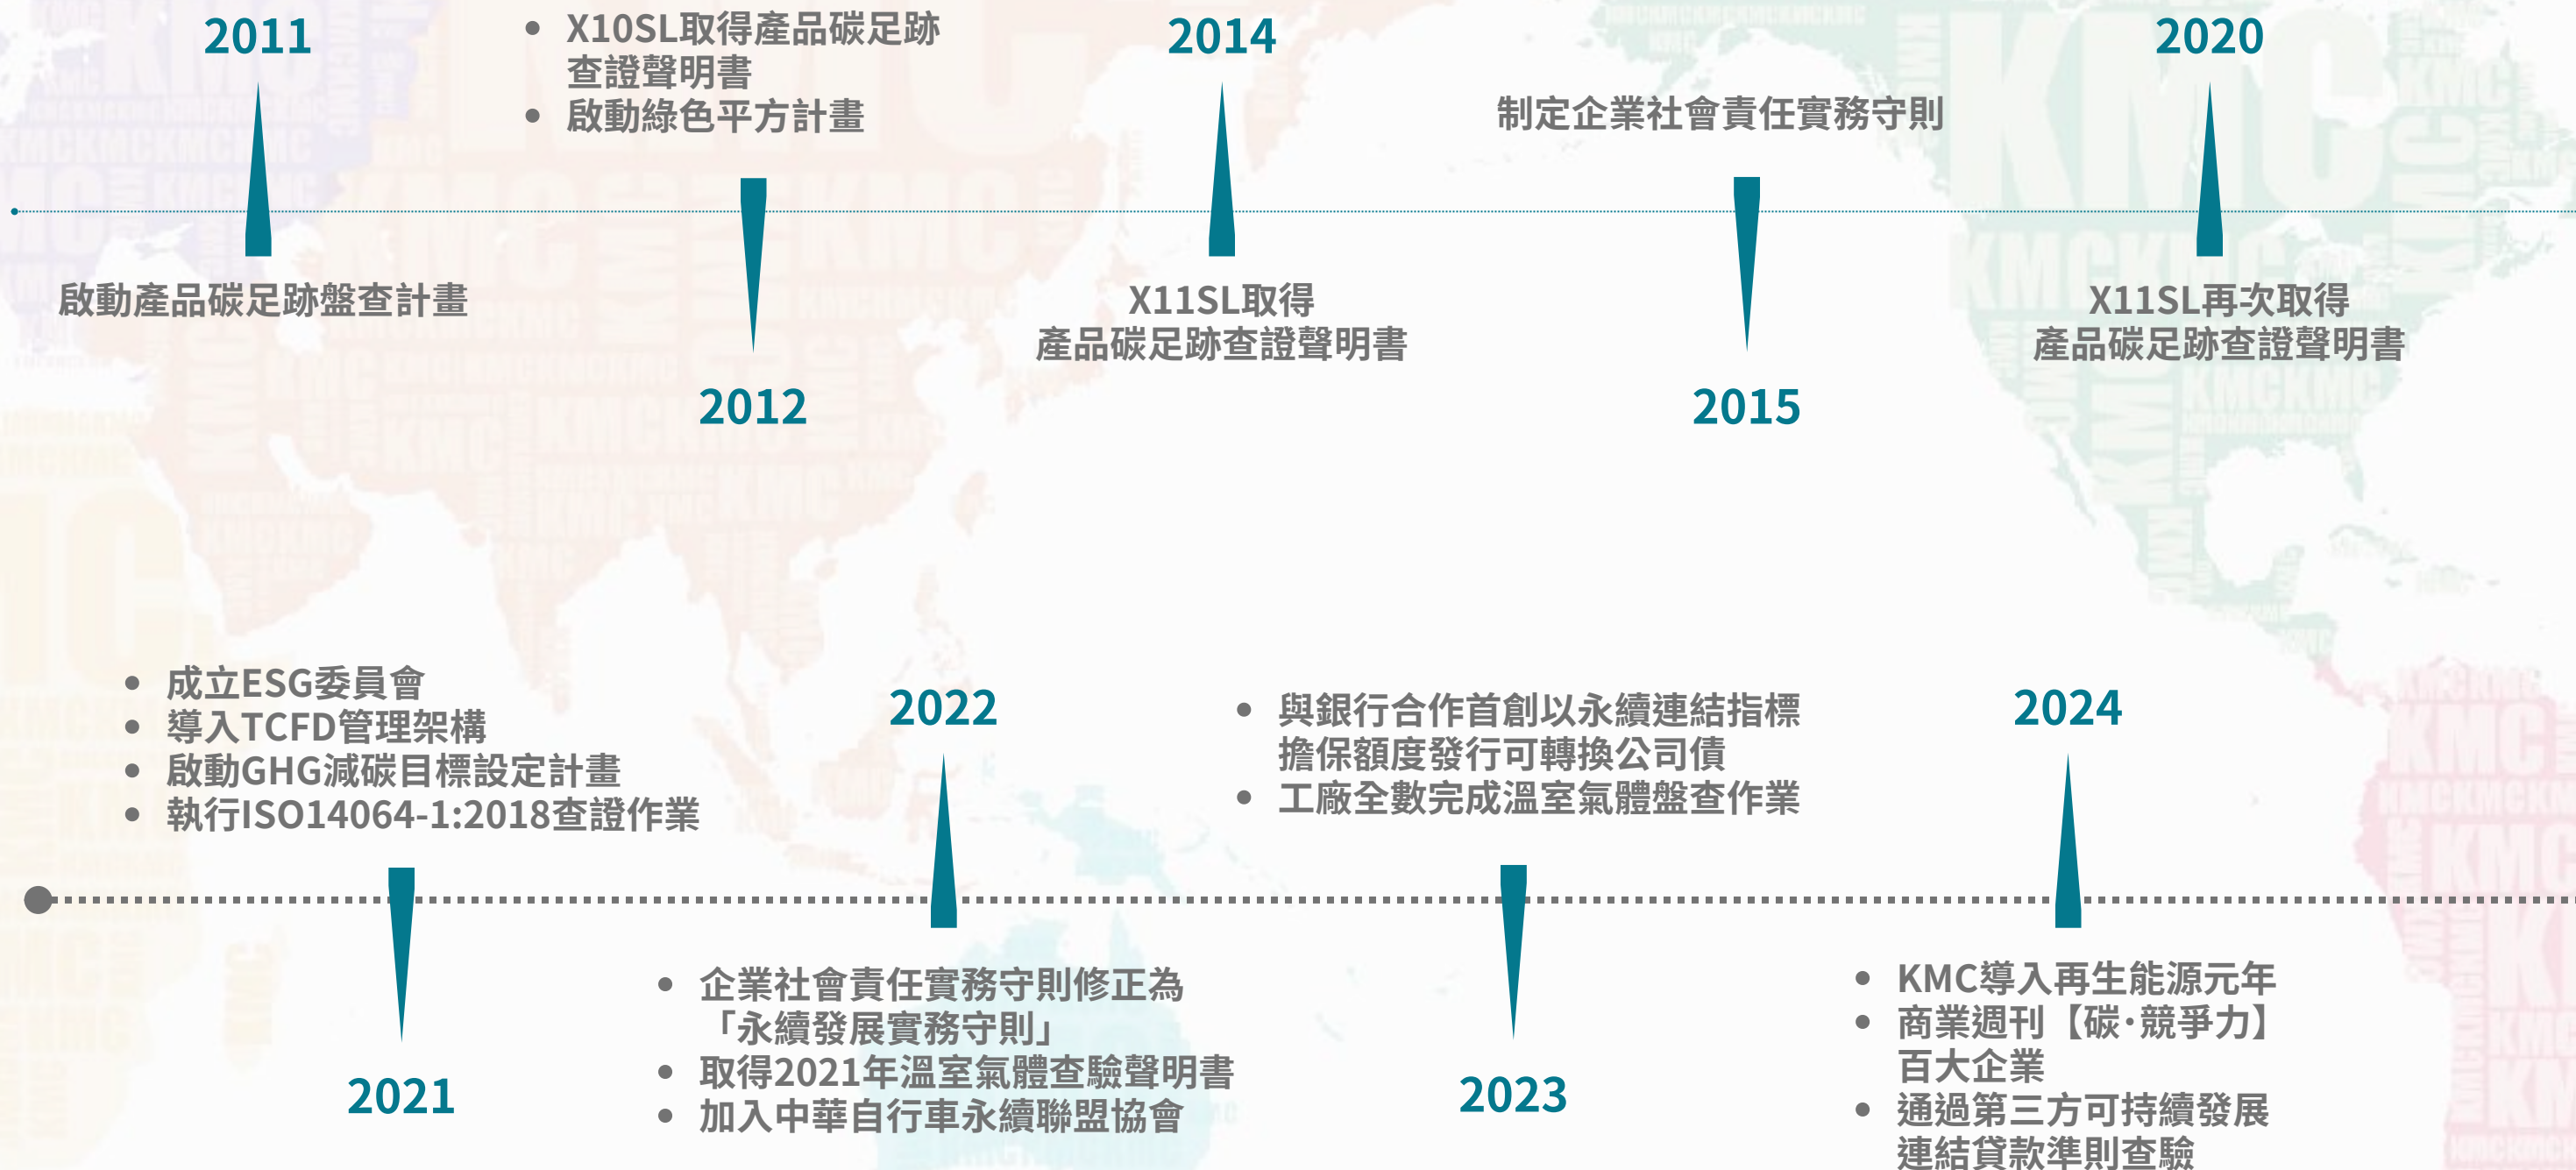 2011
啟動產品碳足跡盤查計畫
• X10SL取得產品碳足跡
查證聲明書
• 啟動綠色平方計畫
2012
2014
X11SL取得
產品碳足跡查證聲明書
制定企業社會責任實務守則
2015
2020
X11SL再次取得
產品碳足跡查證聲明書
• 成立ESG委員會
• 導入TCFD管理架構
• 啟動GHG減碳目標設定計畫
• 執行ISO14064-1:2018查證作業
2021
2022
• 企業社會責任實務守則修正為
「永續發展實務守則」
• 取得2021年溫室氣體查驗聲明書
• 加入中華自行車永續聯盟協會
• 與銀行合作首創以永續連結指標
擔保額度發行可轉換公司債
• 工廠全數完成溫室氣體盤查作業
2023
2024
• KMC導入再生能源元年
• 商業週刊【碳·競爭力】
百大企業
• 通過第三方可持續發展
連結貸款準則查驗